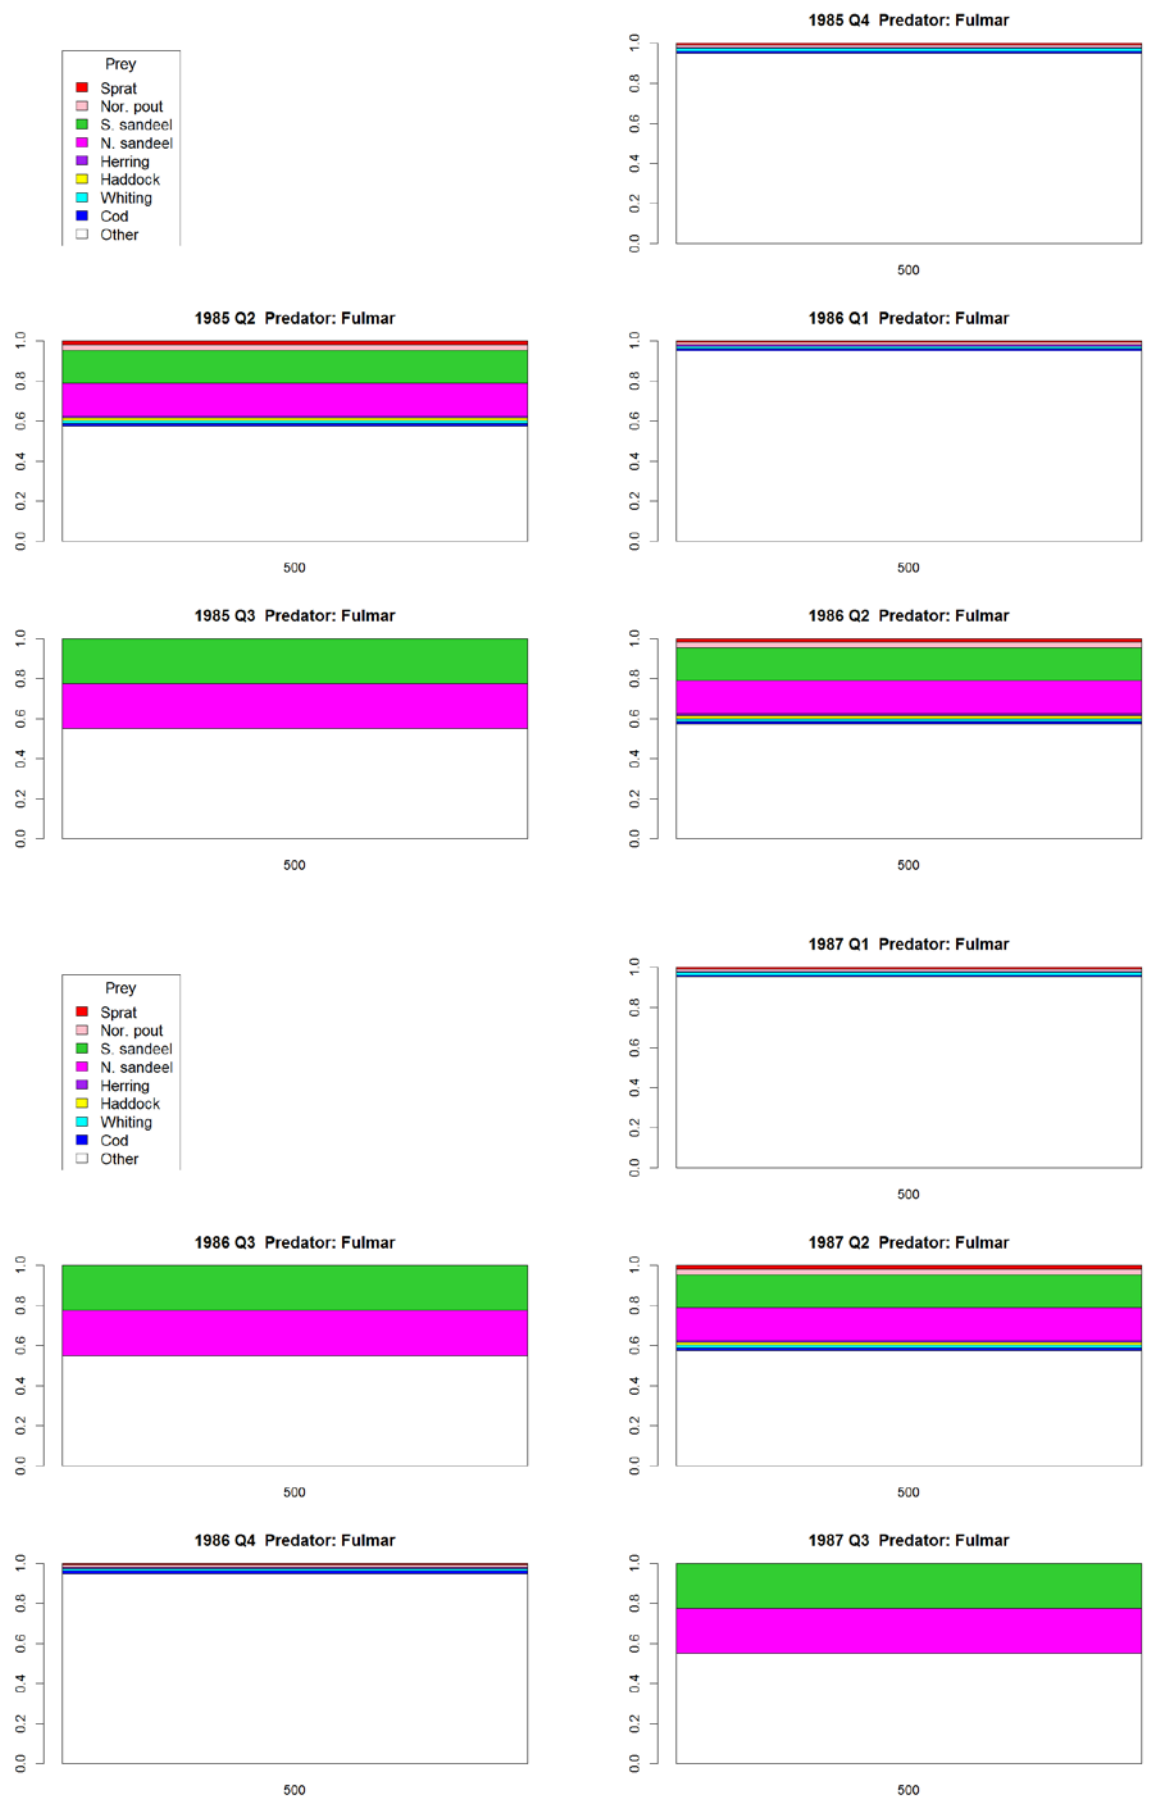 Prey
Sprat
Nor. pout
S. sandeel
N. sandeel
Herring
Haddock
Whiting
Cod
Other
1985 Q4 Predator: Fulmar
1.0
0.8
0.6
0.4
0.2
0.0
500
1985 Q2 Predator: Fulmar
1.0
0.8
0.6
0.4
0.2
0.0
500
1986 Q1 Predator: Fulmar
1.0
0.8
0.6
0.4
0.2
0.0
500
1985 Q3 Predator: Fulmar
1.0
0.8
0.6
0.4
0.2
0.0
500
1986 Q2 Predator: Fulmar
1.0
0.8
0.6
0.4
0.2
0.0
500
Prey
Sprat
Nor. pout
S. sandeel
N. sandeel
Herring
Haddock
Whiting
Cod
Other
1987 Q1 Predator: Fulmar
1.0
0.8
0.6
0.4
0.2
0.0
500
1986 Q3 Predator: Fulmar
1.0
0.8
0.6
0.4
0.2
0.0
500
1987 Q2 Predator: Fulmar
1.0
0.8
0.6
0.4
0.2
0.0
500
1986 Q4 Predator: Fulmar
1.0
0.8
0.6
0.4
0.2
0.0
500
1987 Q3 Predator: Fulmar
1.0
0.8
0.6
0.4
0.2
0.0
500